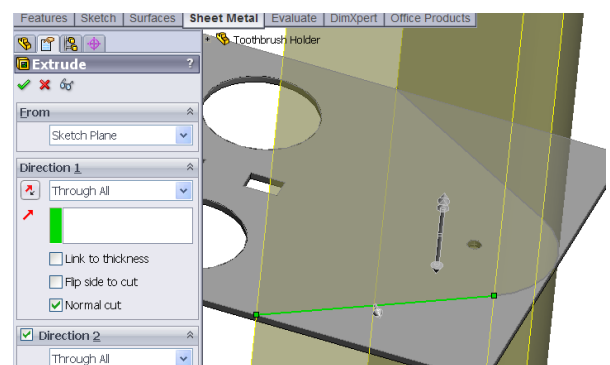 Features Sketch Surfaces Sheet Metal Evaluate DimXpert Office Products
Toothbrush Holder
Extrude ?
From
Sketch Plane
Direction 1
Through All
Link to thickness
Flip side to cut
Normal cut
Direction 2
Through All